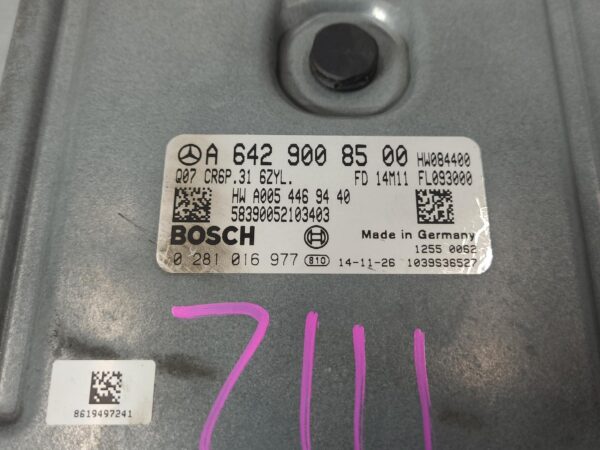 A 642 900 85 00 HW084400
Q07 CR6P.31 6ZYL. FD 14M11 FL093000
HW A005 446 94 40
58390052103403
BOSCH Made in Germany
1255 0062
0 281 016 977 810 14-11-26 1039S36527
8619497241